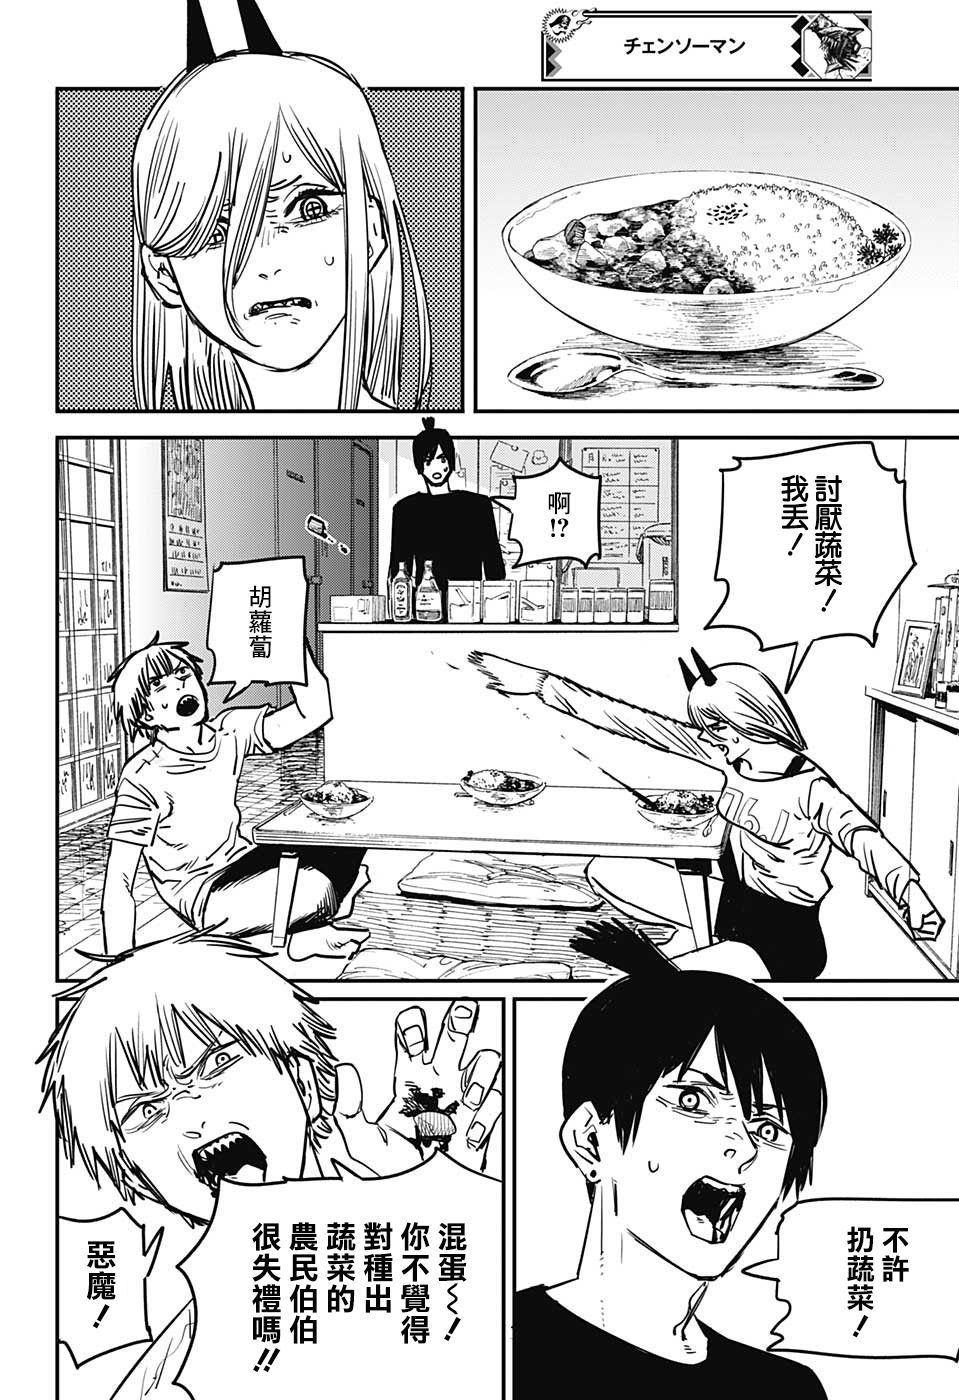 チェンソーマン
討厭蔬菜！
我丟！
啊
!?
胡蘿蔔
不許
扔蔬菜！
混蛋～！
你不覺得
對種出
蔬菜的
農民伯伯
很失禮嗎!!
惡魔！